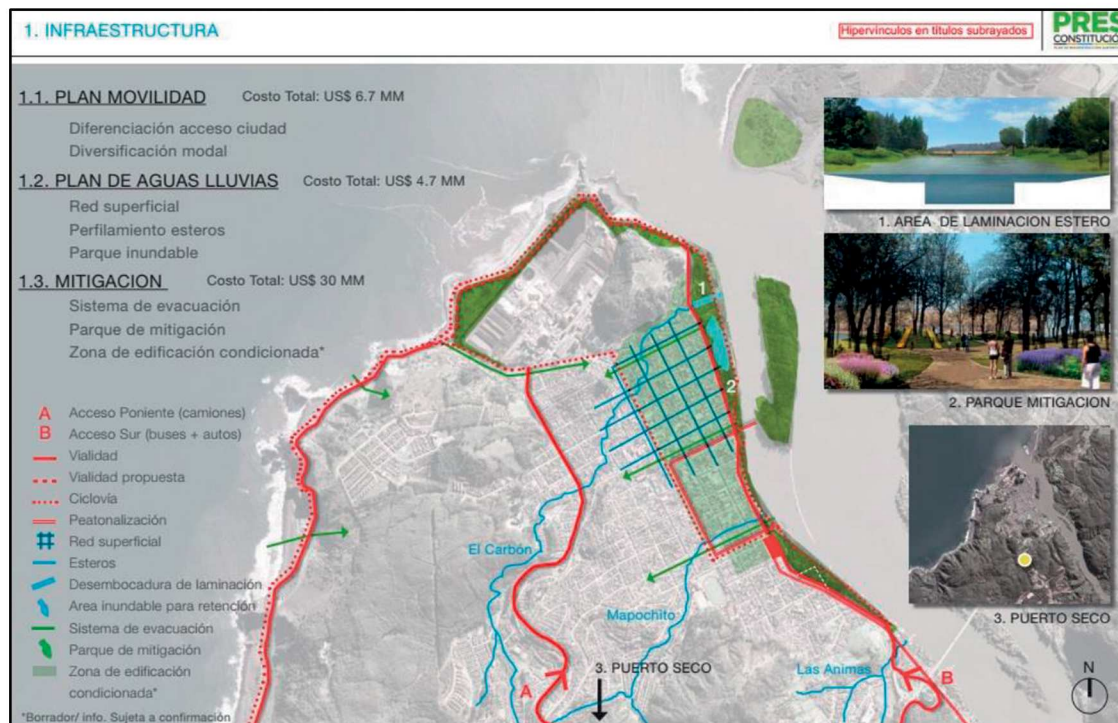 1. INFRAESTRUCTURA
Hipervínculos en títulos subrayados
PRES
CONSTITUCIÓ
1.1. PLAN MOVILIDAD Costo Total: US$ 6.7 MM
Diferenciación acceso ciudad
Diversificación modal
1.2. PLAN DE AGUAS LLUVIAS Costo Total: US$ 4.7 MM
Red superficial
Perfilamiento esteros
Parque inundable
1.3. MITIGACION Costo Total: US$ 30 MM
Sistema de evacuación
Parque de mitigación
Zona de edificación condicionada*
A Acceso Poniente (camiones)
B Acceso Sur (buses + autos)
Vialidad
Vialidad propuesta
Ciclovía
Peatonalización
Red superficial
Esteros
Desembocadura de laminación
Area inundable para retención
Sistema de evacuación
Parque de mitigación
Zona de edificación
condicionada*
*Borrador/ info. Sujeta a confirmación
1
2
El Carbón
Mapochito
Las Animas
3. PUERTO SECO
A
B
1. AREA DE LAMINACION ESTERO
2. PARQUE MITIGACION
3. PUERTO SECO
N